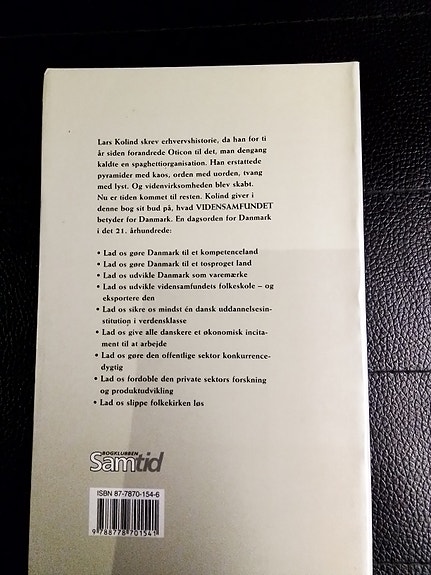 Lars Kolind skrev erhvervshistorie, da han for ti
år siden forandrede Oticon til det, man dengang
kaldte en spaghettiorganisation. Han erstattede
pyramider med kaos, orden med uorden, tvang
med lyst. Og videnvirksomheden blev skabt.
Nu er tiden kommet til resten. Kolind giver i
denne bog sit bud på, hvad VIDENSAMFUNDET
betyder for Danmark. En dagsorden for Danmark
i det 21. århundrede:
• Lad os gøre Danmark til et kompetenceland
• Lad os gøre Danmark til et tosproget land
• Lad os udvikle Danmark som varemærke
• Lad os udvikle vidensamfundets folkeskole – og
eksportere den
• Lad os sikre os mindst én dansk uddannelsesin-
stitution i verdensklasse
• Lad os give alle danskere et økonomisk incita-
ment til at arbejde
• Lad os gøre den offentlige sektor konkurrence-
dygtig
• Lad os fordoble den private sektors forskning
og produktudvikling
• Lad os slippe folkekirken løs
BOGKLUBBEN
Samtid
ISBN 87-7870-154-6
9 788778 701541